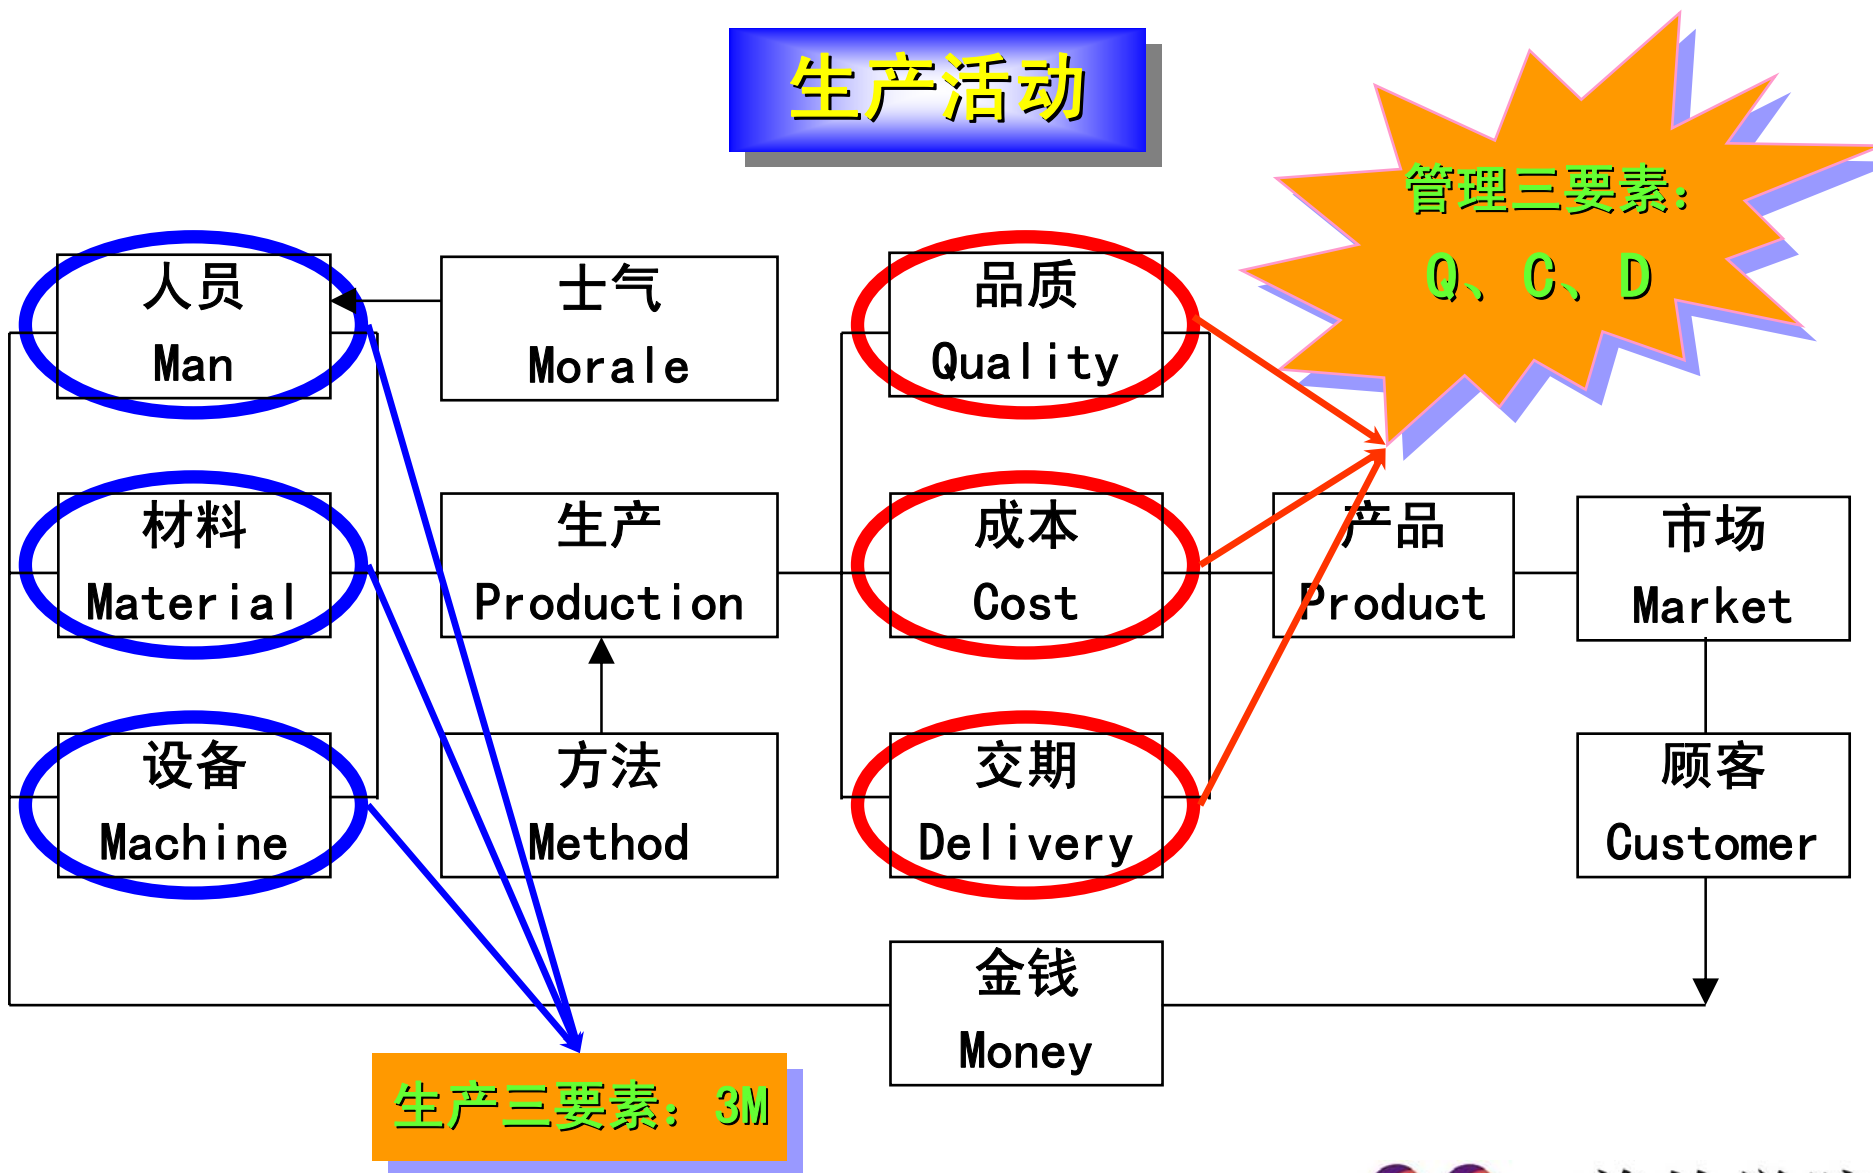 生产活动
管理三要素：
Q、C、D
人员
Man
士气
Morale
品质
Quality
材料
Material
生产
Production
成本
Cost
产品
Product
市场
Market
设备
Machine
方法
Method
交期
Delivery
顾客
Customer
金钱
Money
生产三要素：3M